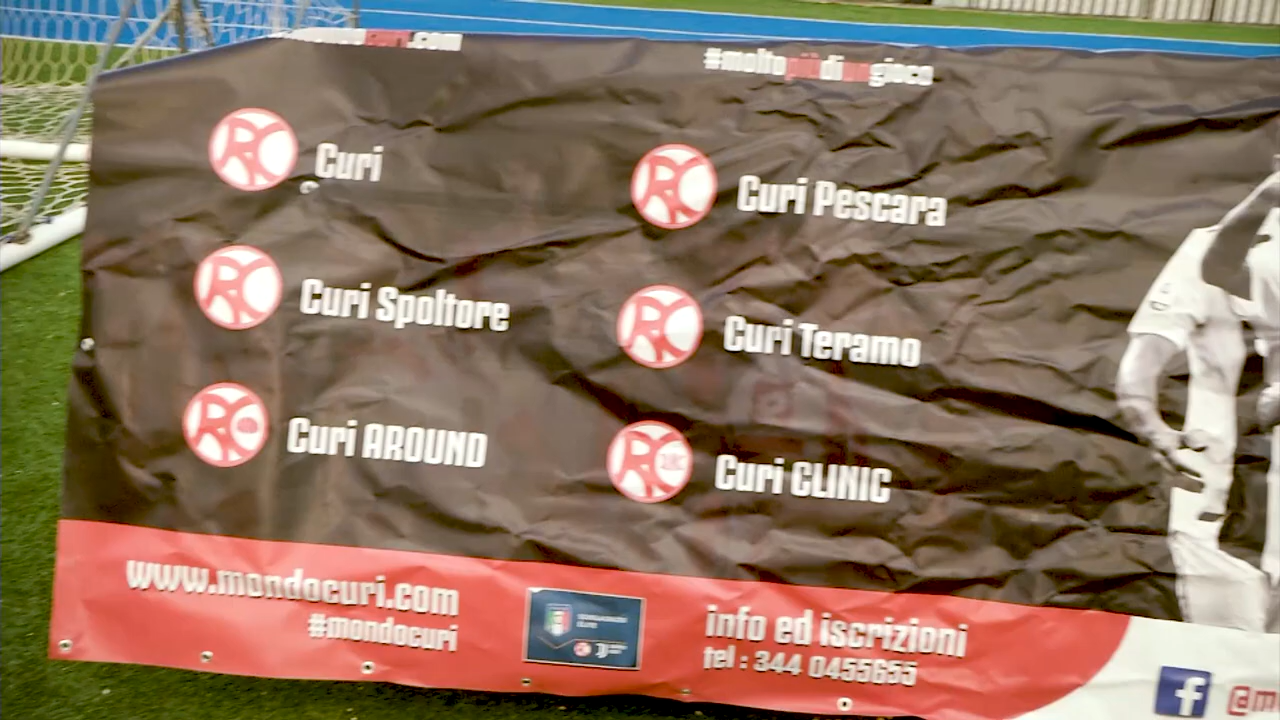 #moltopiùdiungioco
Curi
Curi Pescara
Curi Spoltore
Curi Teramo
Curi AROUND
Curi CLINIC
www.mondocuri.com
#mondocuri
info ed iscrizioni
tel : 344 0455655
f